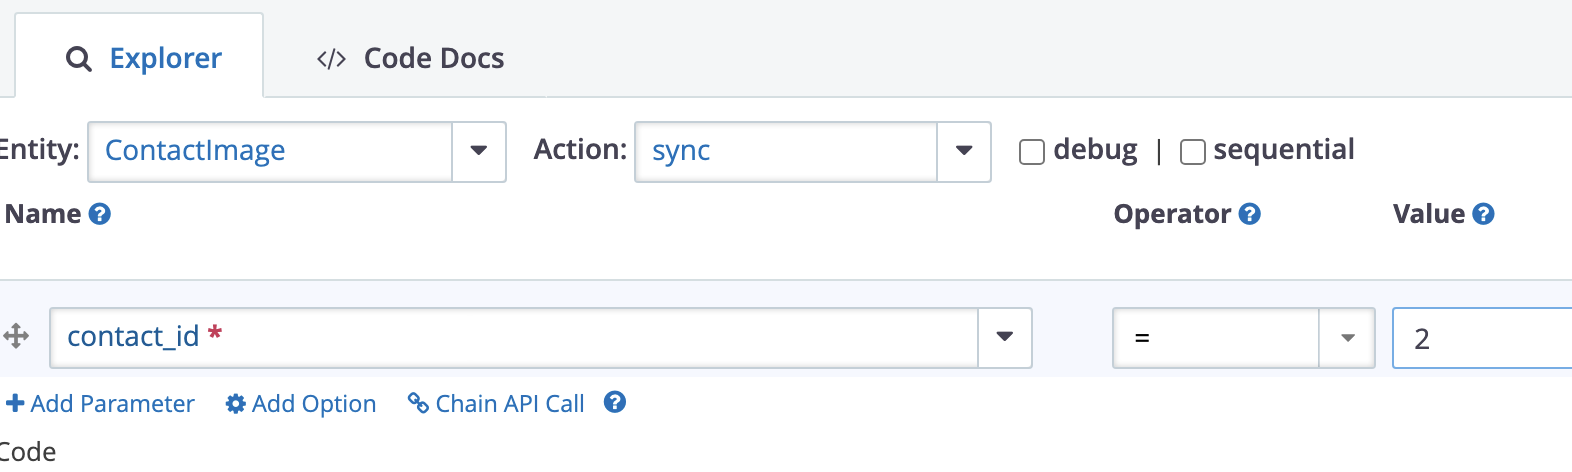 Explorer </> Code Docs
Entity: ContactImage Action: sync debug | sequential
Name Operator Value
contact_id * = 2
Add Parameter Add Option Chain API Call
Code